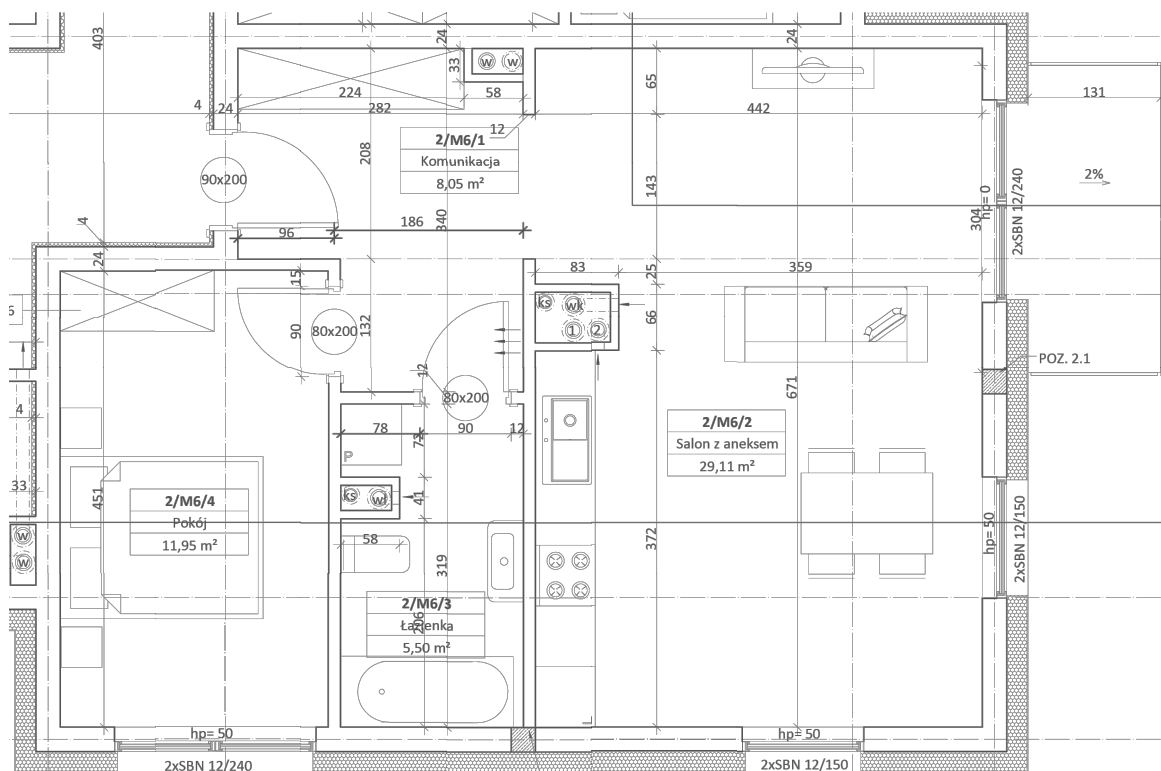 403
24
24
33
W
W
65
131
224
58
4
24
282
12
442
2/M6/1
Komunikacja
8,05 m²
208
90x200
143
2%
hp= 0
2xSBN 12/240
304
4
186
340
96
24
15
83
25
359
ks
wk
1
2
66
90
80x200
132
671
POZ. 2.1
12
80x200
4
78
72
90
12
P
2/M6/2
Salon z aneksem
29,11 m²
33
451
2/M6/4
Pokój
11,95 m²
ks
W
41
W
W
58
319
372
hp= 50
2xSBN 12/150
2/M6/3
Łazienka
5,50 m²
206
hp= 50
hp= 50
2xSBN 12/240
2xSBN 12/150